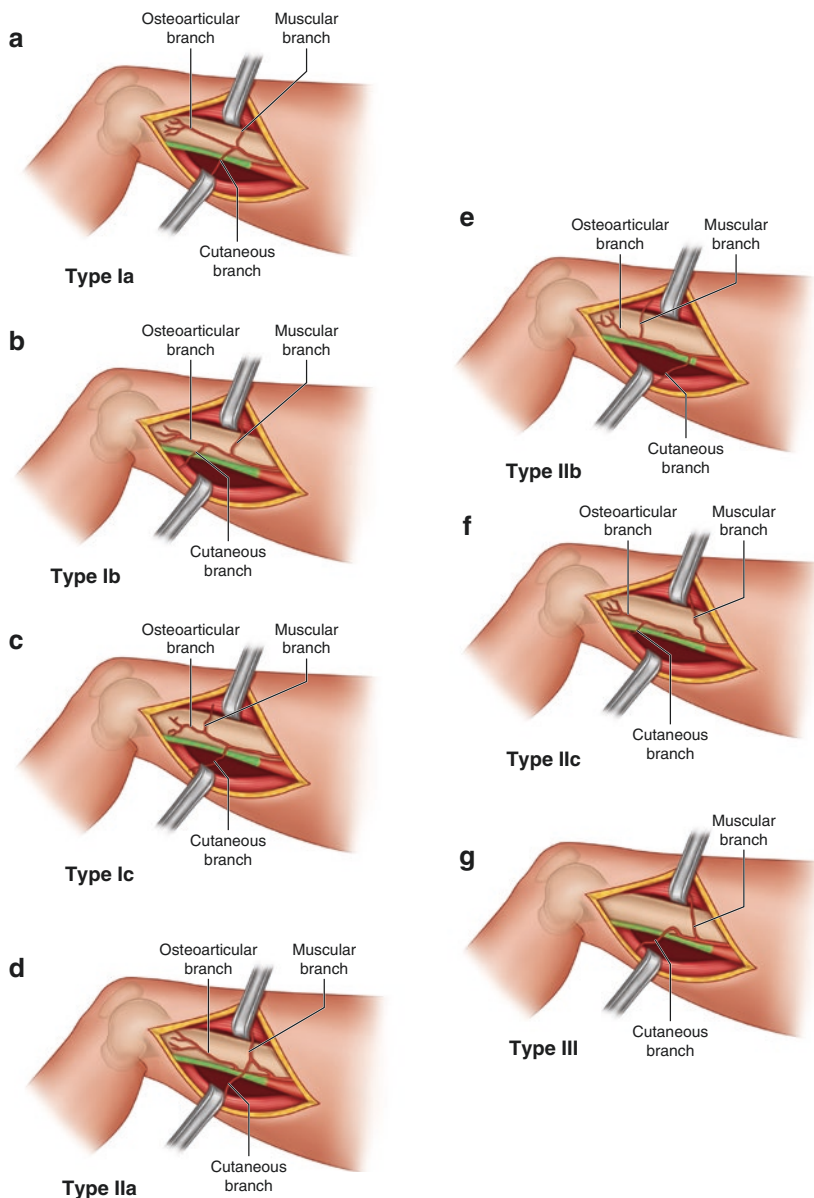 a
Osteoarticular
branch
Muscular
branch
Cutaneous
branch
Type Ia
b
Osteoarticular
branch
Muscular
branch
Cutaneous
branch
Type Ib
c
Osteoarticular
branch
Muscular
branch
Cutaneous
branch
Type Ic
d
Osteoarticular
branch
Muscular
branch
Cutaneous
branch
Type IIa
e
Osteoarticular
branch
Muscular
branch
Cutaneous
branch
Type IIb
f
Osteoarticular
branch
Muscular
branch
Cutaneous
branch
Type IIc
g
Muscular
branch
Cutaneous
branch
Type III